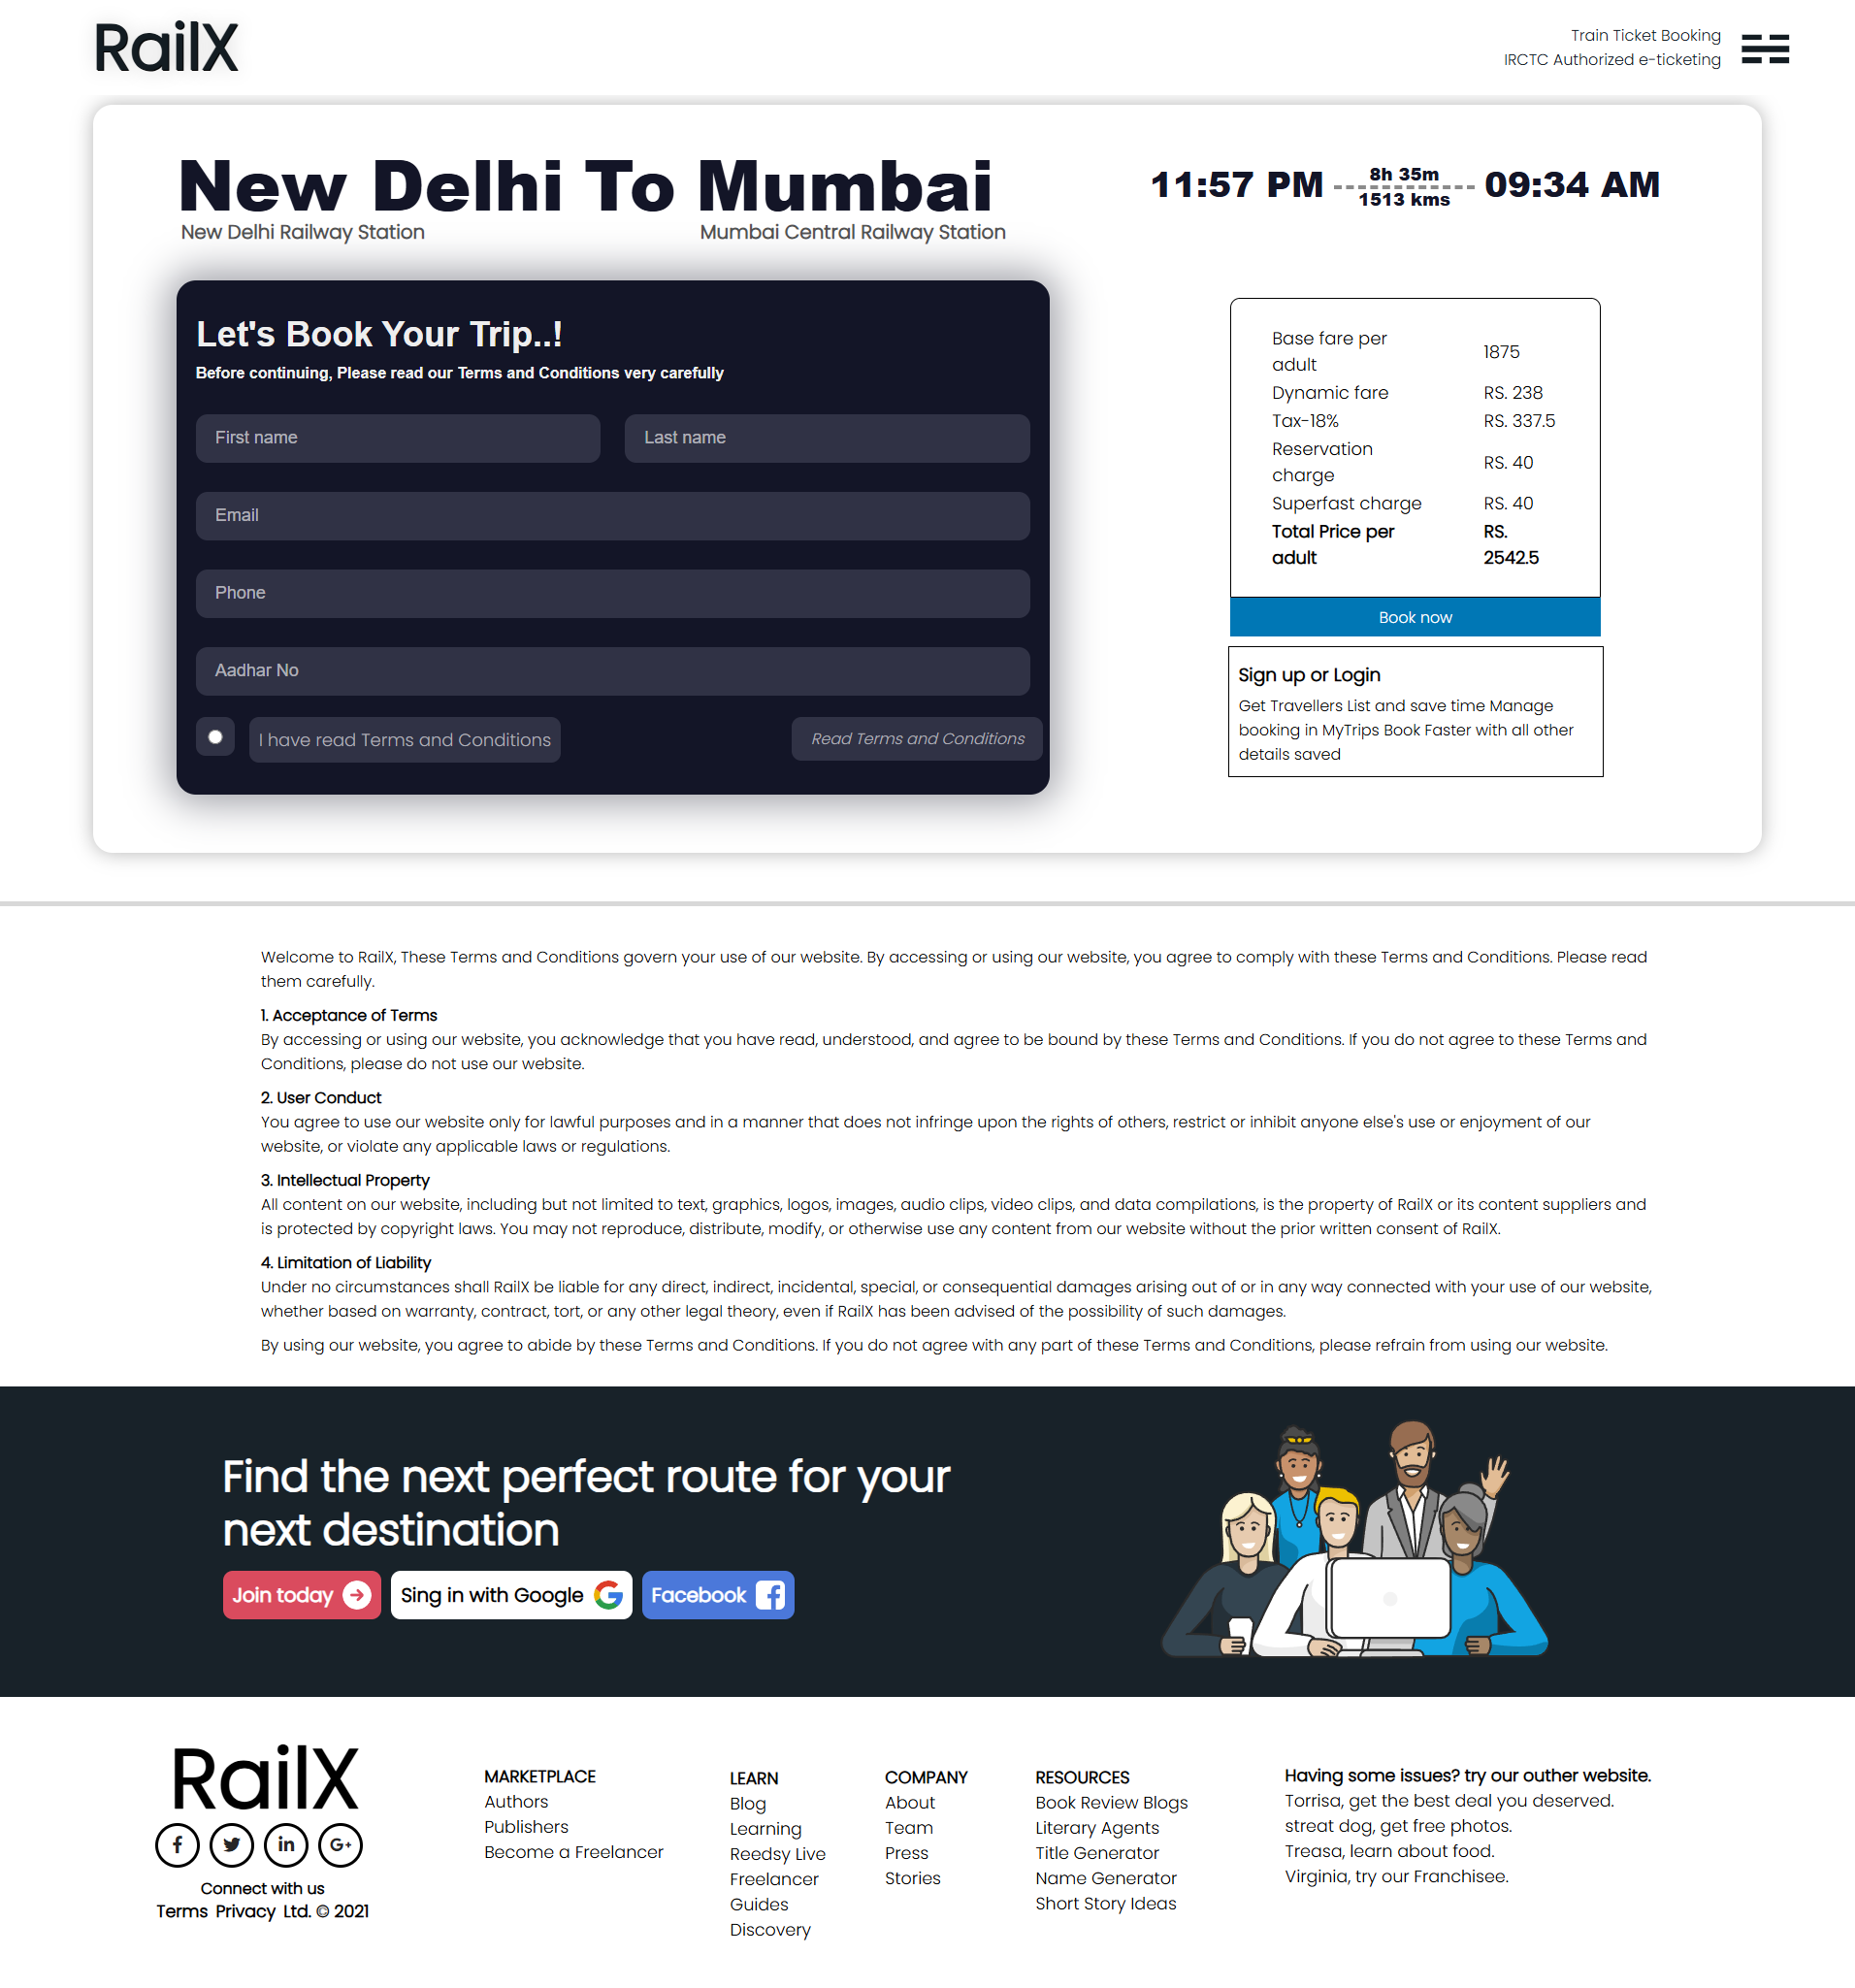 RailX
Train Ticket Booking
IRCTC Authorized e-ticketing
New Delhi To Mumbai
New Delhi Railway Station
Mumbai Central Railway Station
11:57 PM
8h 35m
1513 kms
09:34 AM
Let's Book Your Trip..!
Before continuing, Please read our Terms and Conditions very carefully
First name
Last name
Email
Phone
Aadhar No
I have read Terms and Conditions
Read Terms and Conditions
Base fare per
adult
1875
Dynamic fare
RS. 238
Tax-18%
RS. 337.5
Reservation
charge
RS. 40
Superfast charge
RS. 40
Total Price per
adult
RS.
2542.5
Book now
Sign up or Login
Get Travellers List and save time Manage
booking in MyTrips Book Faster with all other
details saved
Welcome to RailX, These Terms and Conditions govern your use of our website. By accessing or using our website, you agree to comply with these Terms and Conditions. Please read
them carefully.
1. Acceptance of Terms
By accessing or using our website, you acknowledge that you have read, understood, and agree to be bound by these Terms and Conditions. If you do not agree to these Terms and
Conditions, please do not use our website.
2. User Conduct
You agree to use our website only for lawful purposes and in a manner that does not infringe upon the rights of others, restrict or inhibit anyone else's use or enjoyment of our
website, or violate any applicable laws or regulations.
3. Intellectual Property
All content on our website, including but not limited to text, graphics, logos, images, audio clips, video clips, and data compilations, is the property of RailX or its content suppliers and
is protected by copyright laws. You may not reproduce, distribute, modify, or otherwise use any content from our website without the prior written consent of RailX.
4. Limitation of Liability
Under no circumstances shall RailX be liable for any direct, indirect, incidental, special, or consequential damages arising out of or in any way connected with your use of our website,
whether based on warranty, contract, tort, or any other legal theory, even if RailX has been advised of the possibility of such damages.
By using our website, you agree to abide by these Terms and Conditions. If you do not agree with any part of these Terms and Conditions, please refrain from using our website.
Find the next perfect route for your
next destination
Join today
Sing in with Google
Facebook
RailX
Connect with us
Terms Privacy Ltd. © 2021
MARKETPLACE
Authors
Publishers
Become a Freelancer
LEARN
Blog
Learning
Reedsy Live
Freelancer
Guides
Discovery
COMPANY
About
Team
Press
Stories
RESOURCES
Book Review Blogs
Literary Agents
Title Generator
Name Generator
Short Story Ideas
Having some issues? try our outher website.
Torrisa, get the best deal you deserved.
streat dog, get free photos.
Treasa, learn about food.
Virginia, try our Franchisee.